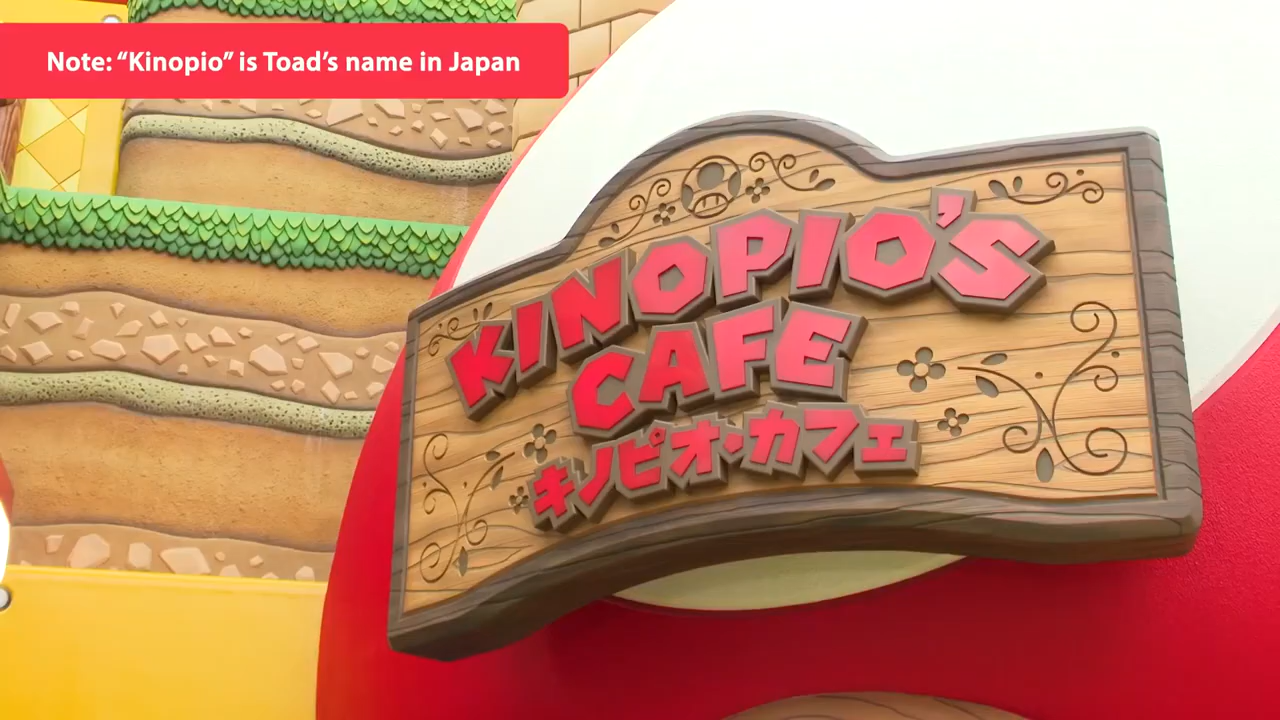 Note: “Kinopio” is Toad’s name in Japan
KINOPIO'S
CAFE
キノピオ・カフェ